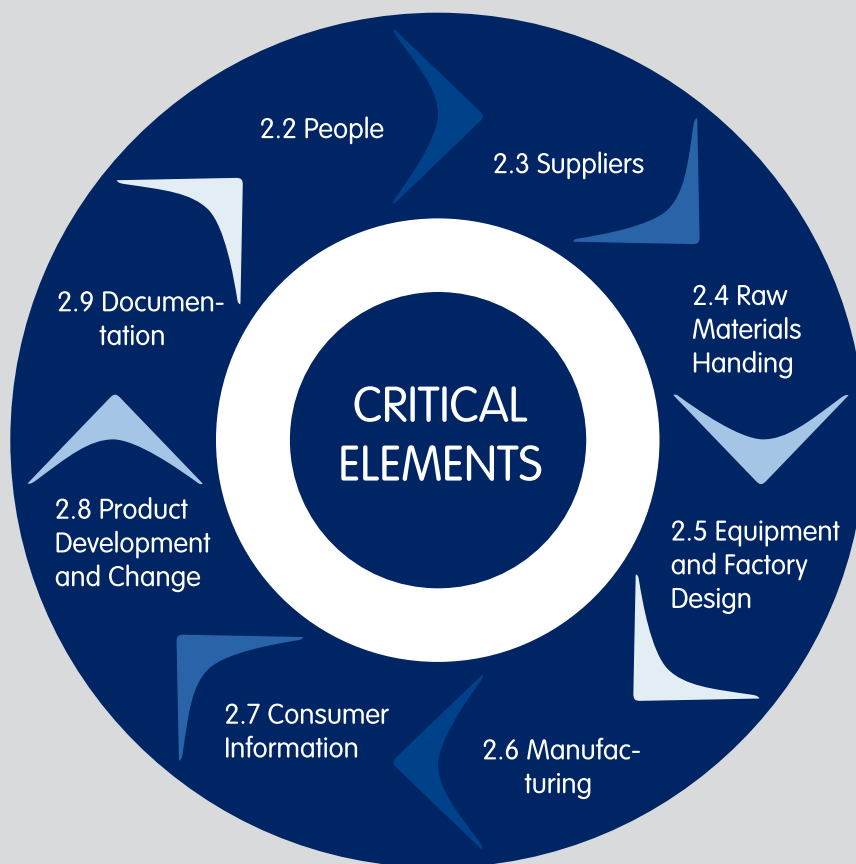 2.2 People
2.3 Suppliers
2.4 Raw
Materials
Handing
2.5 Equipment
and Factory
Design
2.6 Manufac-
turing
2.7 Consumer
Information
2.8 Product
Development
and Change
2.9 Documen-
tation
CRITICAL
ELEMENTS